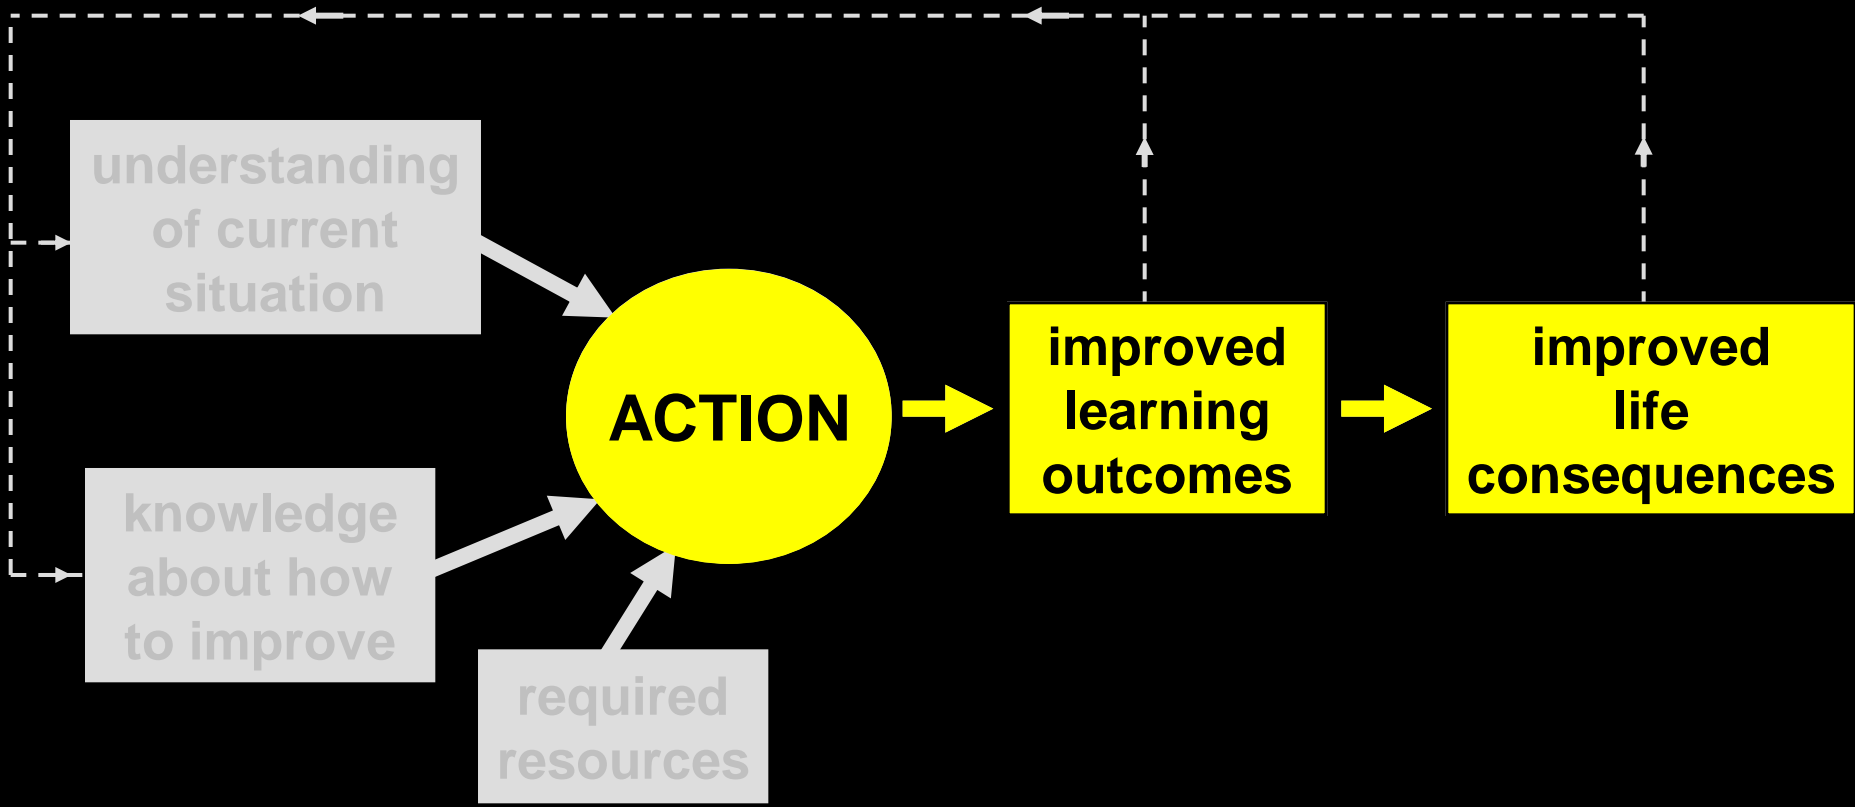 understanding
of current
situation
knowledge
about how
to improve
required
resources
ACTION
improved
learning
outcomes
improved
life
consequences